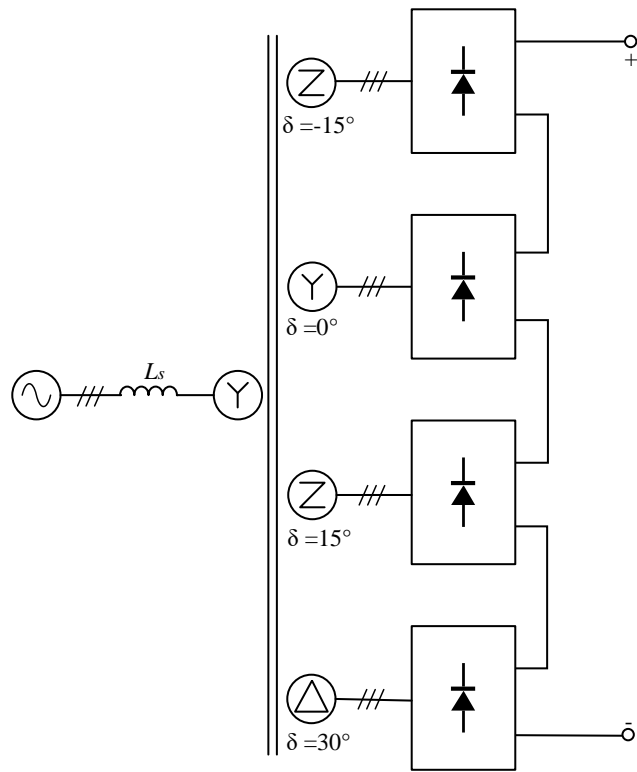 +
Z
δ =-15°
Y
δ =0°
Ls
Y
Z
δ =15°
Δ
δ =30°
-